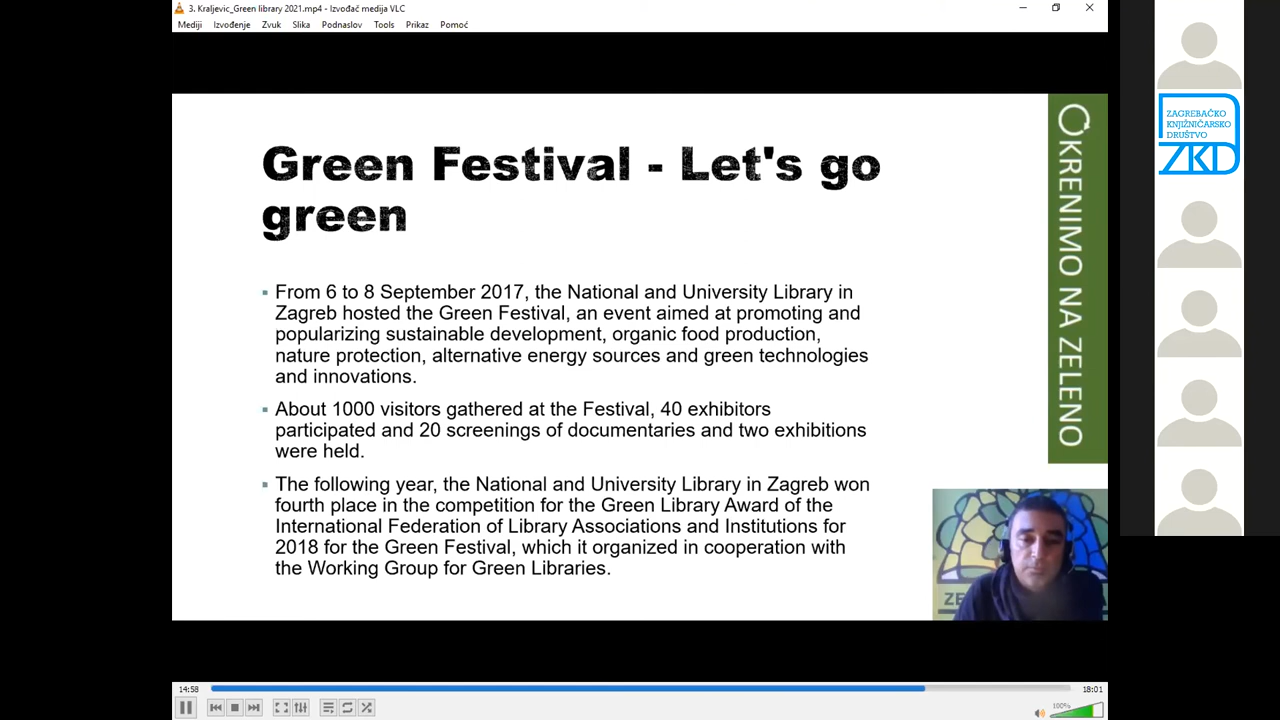 3. Kraljevic_Green library 2021.mp4 - Izvođač medija VLC
Mediji Izvođenje Zvuk Slika Podnaslov Tools Prikaz Pomoć
Green Festival - Let's go
green
▪ From 6 to 8 September 2017, the National and University Library in
Zagreb hosted the Green Festival, an event aimed at promoting and
popularizing sustainable development, organic food production,
nature protection, alternative energy sources and green technologies
and innovations.
▪ About 1000 visitors gathered at the Festival, 40 exhibitors
participated and 20 screenings of documentaries and two exhibitions
were held.
▪ The following year, the National and University Library in Zagreb won
fourth place in the competition for the Green Library Award of the
International Federation of Library Associations and Institutions for
2018 for the Green Festival, which it organized in cooperation with
the Working Group for Green Libraries.
OKRENIMO NA ZELENO
ZAGREBAČKO
KNJIŽNIČARSKO
DRUŠTVO
ZKD
14:58
18:01
100%